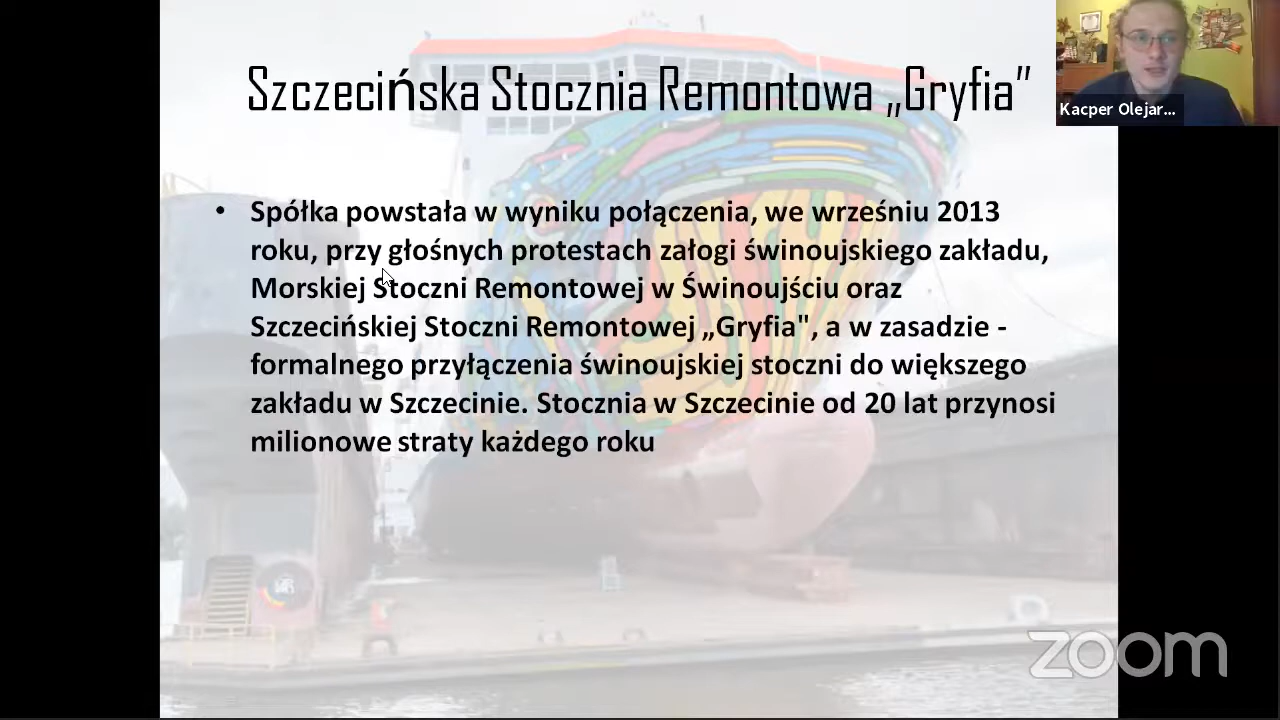 Szczecińska Stocznia Remontowa „Gryfia”
Kacper Olejar...
• Spółka powstała w wyniku połączenia, we wrześniu 2013
roku, przy głośnych protestach załogi świnoujskiego zakładu,
Morskiej Stoczni Remontowej w Świnoujściu oraz
Szczecińskiej Stoczni Remontowej „Gryfia", a w zasadzie -
formalnego przyłączenia świnoujskiej stoczni do większego
zakładu w Szczecinie. Stocznia w Szczecinie od 20 lat przynosi
milionowe straty każdego roku
zoom